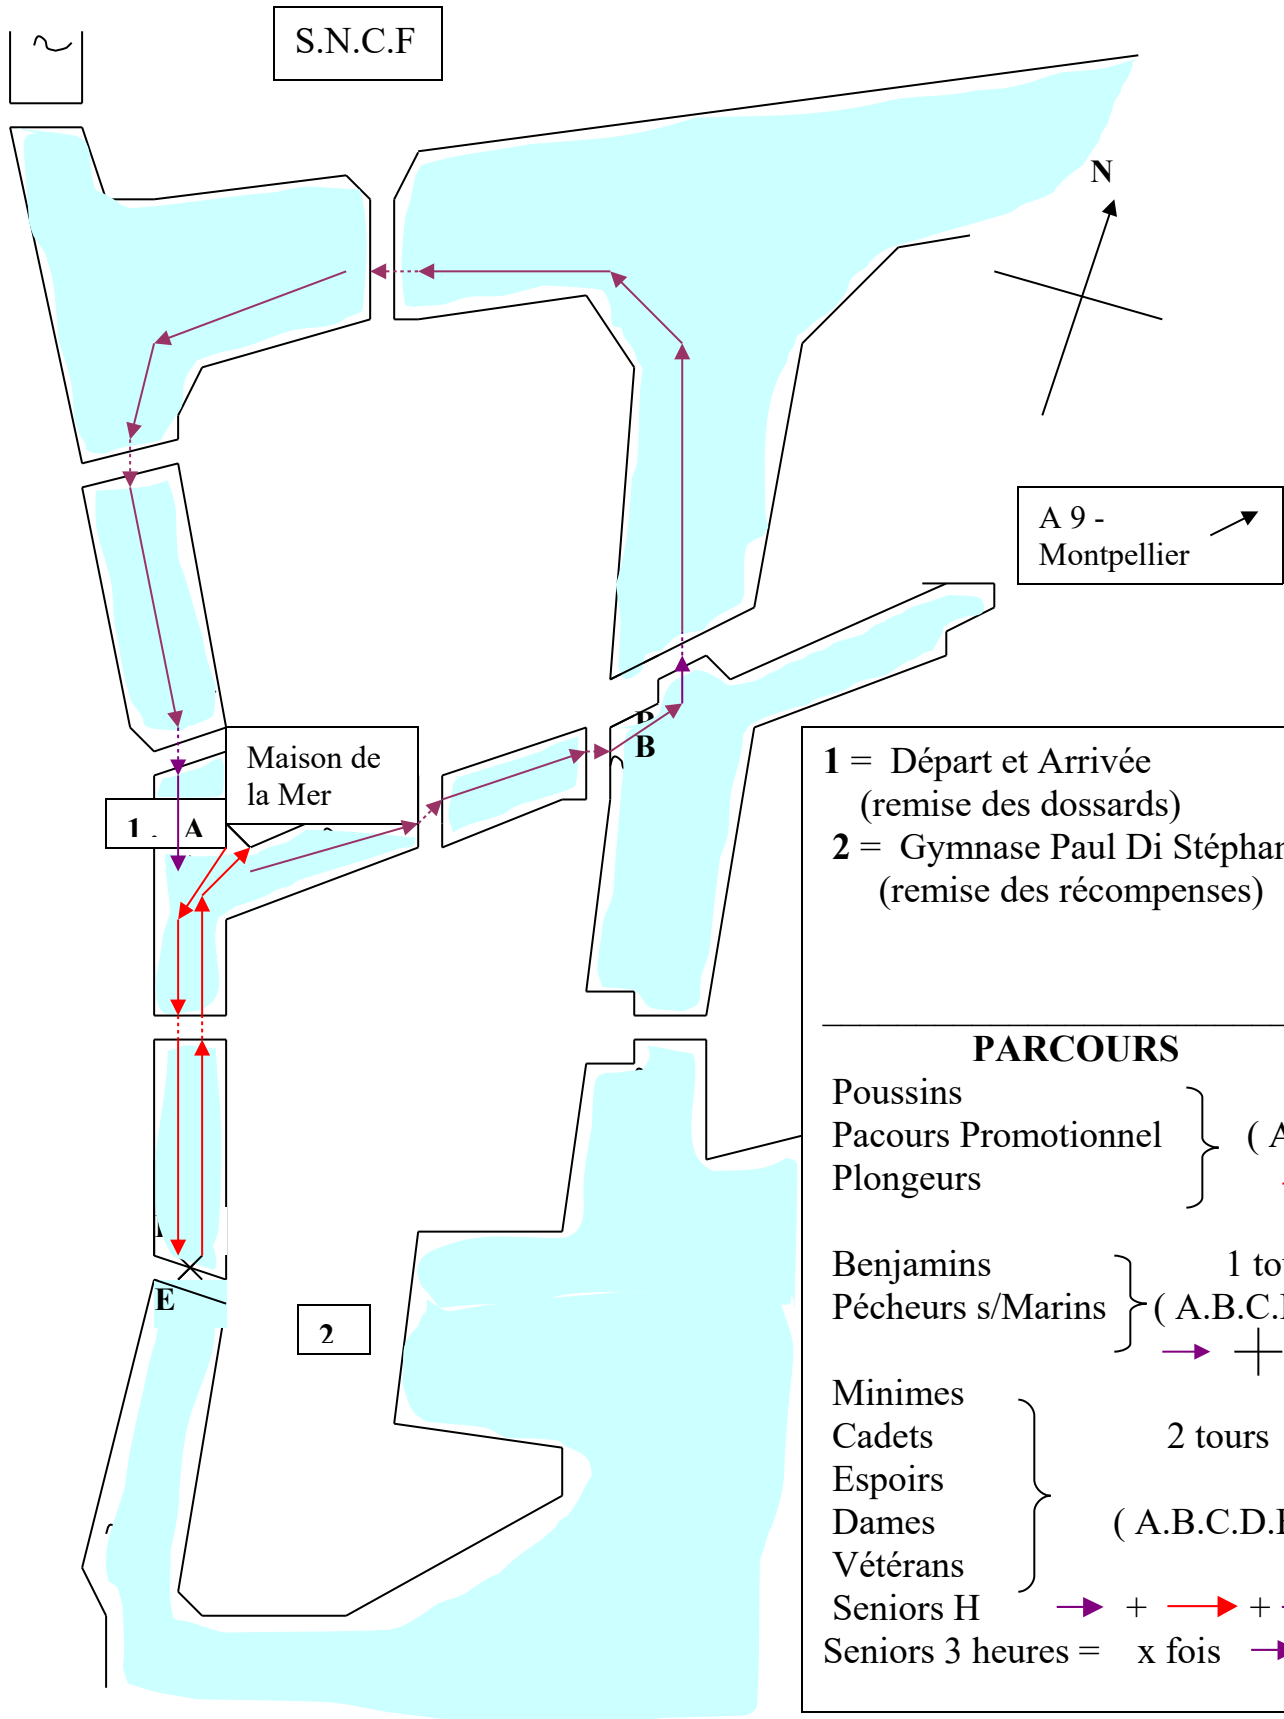 S.N.C.F
N
A 9 -
Montpellier
Maison de
la Mer
B
1 . A
E
2
1 = Départ et Arrivée
(remise des dossards)
2 = Gymnase Paul Di Stéphan
(remise des récompenses)
PARCOURS
Poussins
Pacours Promotionnel ( A
Plongeurs
Benjamins 1 tou
Pécheurs s/Marins ( A.B.C.
Minimes
Cadets 2 tours
Espoirs
Dames ( A.B.C.D.
Vétérans
Seniors H + +
Seniors 3 heures = x fois